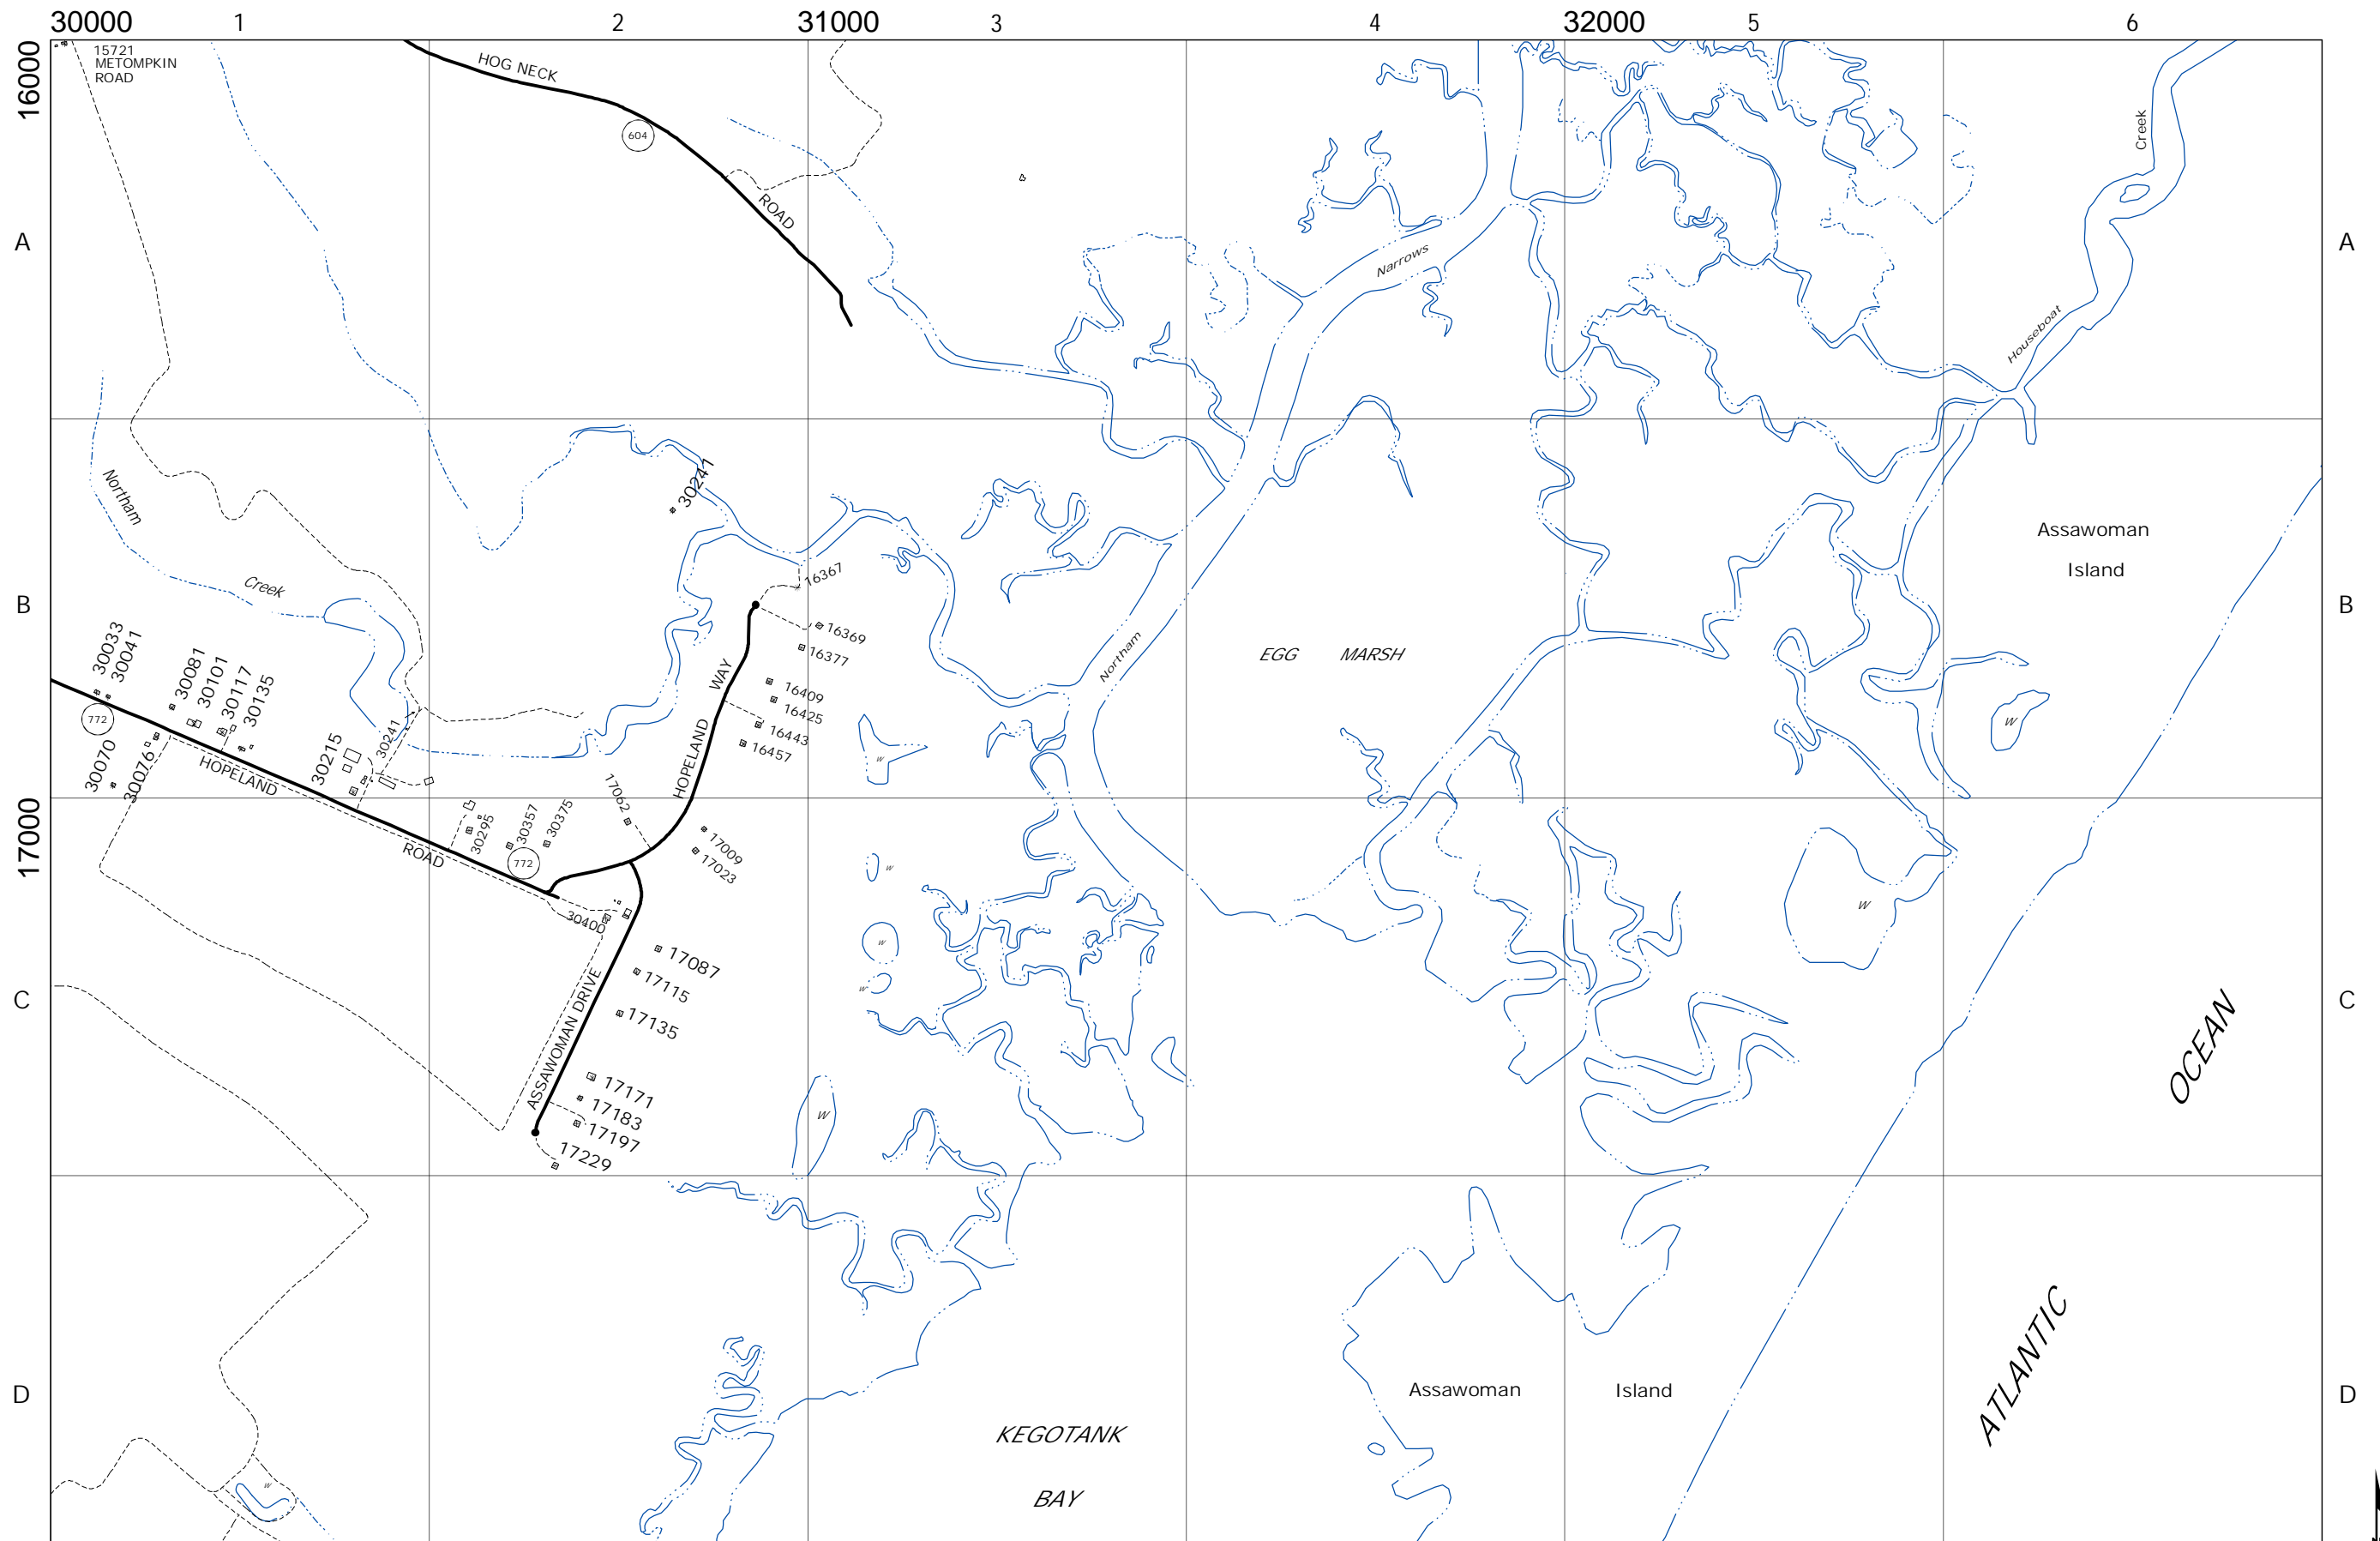 30000 1 2 31000 3 4 32000 5 6
16000
15721
METOMPKIN
ROAD
HOG NECK
604
ROAD
Creek
A
Narrows
A
Houseboat
Northam
30241
Assawoman
Island
Creek
16367
B
B
16369
16377
30033
30041
30081
30101
30117
30135
EGG MARSH
Northam
WAY
16409
16425
16443
16457
W
772
30070
30076
HOPELAND
30215
30241
HOPELAND
W
17000
17062
30295
30357
30375
ROAD
772
17009
17023
W
W
30400
W
17087
17115
W
C
C
17135
ASSAWOMAN DRIVE
OCEAN
17171
17183
17197
17229
W
ATLANTIC
D
Assawoman Island
D
KEGOTANK
BAY
W